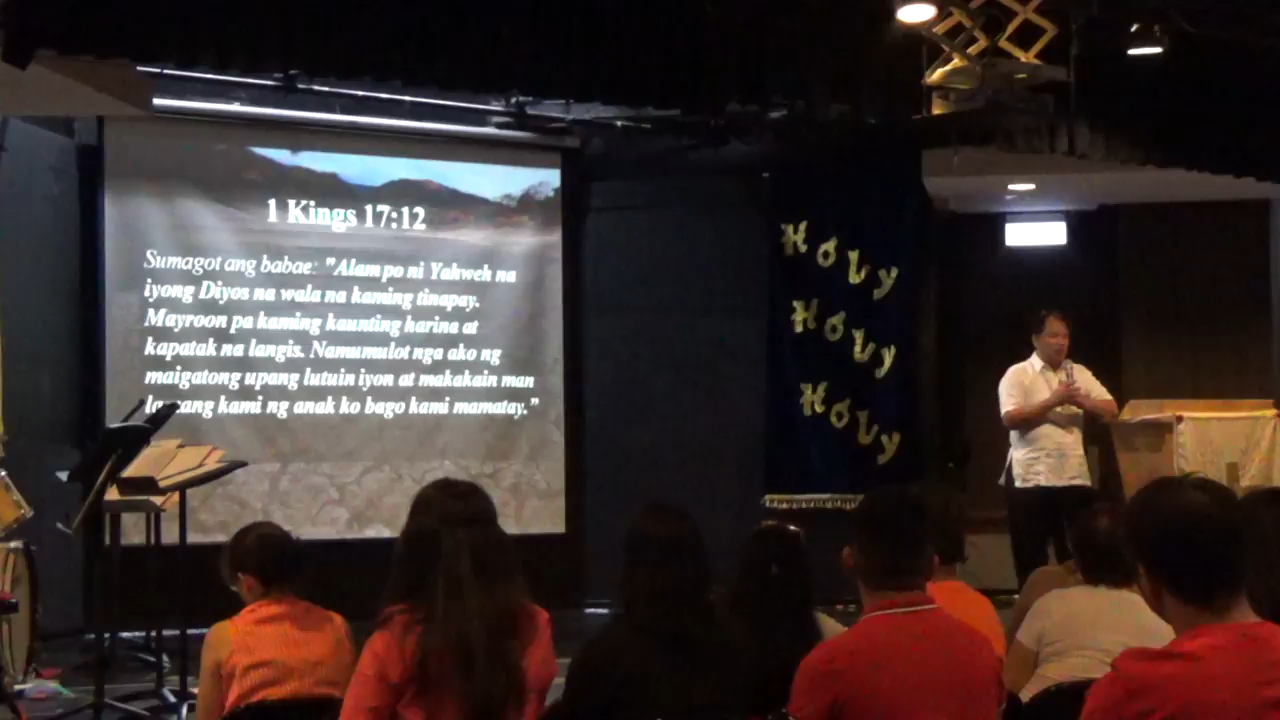 1 Kings 17:12
Sumagot ang babae: "Alam po ni Yahweh na
iyong Diyos na wala na kaming tinapay.
Mayroon pa kaming kaunting harina at
kapatak na langis. Namumulot nga ako ng
maigatong upang lutuin iyon at makakain man
kami ng anak ko bago kami mamatay."
Holy
Holy
Holy